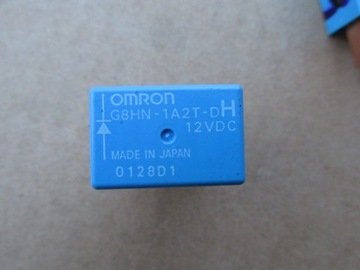 OMRON
G8HN-1A2T-DH
12VDC
MADE IN JAPAN
0128D1